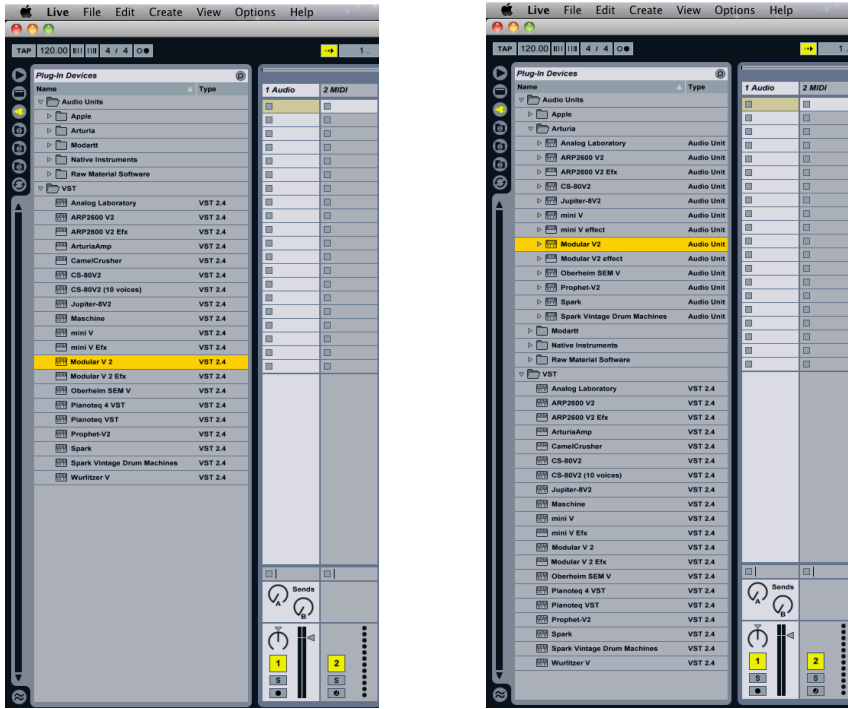 Live File Edit Create View Options Help
TAP 120.00 4 / 4 1 .
Plug-In Devices
Name Type
Audio Units
Apple
Arturia
Modartt
Native Instruments
Raw Material Software
VST
Analog Laboratory VST 2.4
ARP2600 V2 VST 2.4
ARP2600 V2 Efx VST 2.4
ArturiaAmp VST 2.4
CamelCrusher VST 2.4
CS-80V2 VST 2.4
CS-80V2 (10 voices) VST 2.4
Jupiter-8V2 VST 2.4
Maschine VST 2.4
mini V VST 2.4
mini V Efx VST 2.4
Modular V 2 VST 2.4
Modular V 2 Efx VST 2.4
Oberheim SEM V VST 2.4
Pianoteq 4 VST VST 2.4
Pianoteq VST VST 2.4
Prophet-V2 VST 2.4
Spark VST 2.4
Spark Vintage Drum Machines VST 2.4
Wurlitzer V VST 2.4
1 Audio 2 MIDI
Sends
A
B
1 2
S S
Live File Edit Create View Options Help
TAP 120.00 4 / 4 1
Plug-In Devices
Name Type
Audio Units
Apple
Arturia
Analog Laboratory Audio Unit
ARP2600 V2 Audio Unit
ARP2600 V2 Efx Audio Unit
CS-80V2 Audio Unit
Jupiter-8V2 Audio Unit
mini V Audio Unit
mini V effect Audio Unit
Modular V2 Audio Unit
Modular V2 effect Audio Unit
Oberheim SEM V Audio Unit
Prophet-V2 Audio Unit
Spark Audio Unit
Spark Vintage Drum Machines Audio Unit
Modartt
Native Instruments
Raw Material Software
VST
Analog Laboratory VST 2.4
ARP2600 V2 VST 2.4
ARP2600 V2 Efx VST 2.4
ArturiaAmp VST 2.4
CamelCrusher VST 2.4
CS-80V2 VST 2.4
CS-80V2 (10 voices) VST 2.4
Jupiter-8V2 VST 2.4
Maschine VST 2.4
mini V VST 2.4
mini V Efx VST 2.4
Modular V 2 VST 2.4
Modular V 2 Efx VST 2.4
Oberheim SEM V VST 2.4
Pianoteq 4 VST VST 2.4
Pianoteq VST VST 2.4
Prophet-V2 VST 2.4
Spark VST 2.4
Spark Vintage Drum Machines VST 2.4
Wurlitzer V VST 2.4
1 Audio 2 MIDI
Sends
A
B
1 2
S S